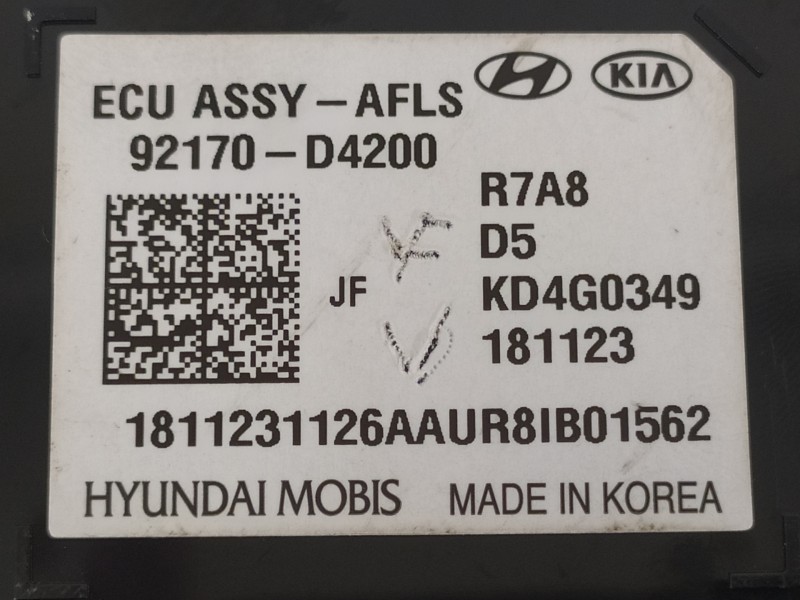 ECU ASSY-AFLS
KIA
92170-D4200
R7A8
D5
JF
KD4G0349
181123
1811231126AAUR8IB01562
HYUNDAI MOBIS
MADE IN KOREA